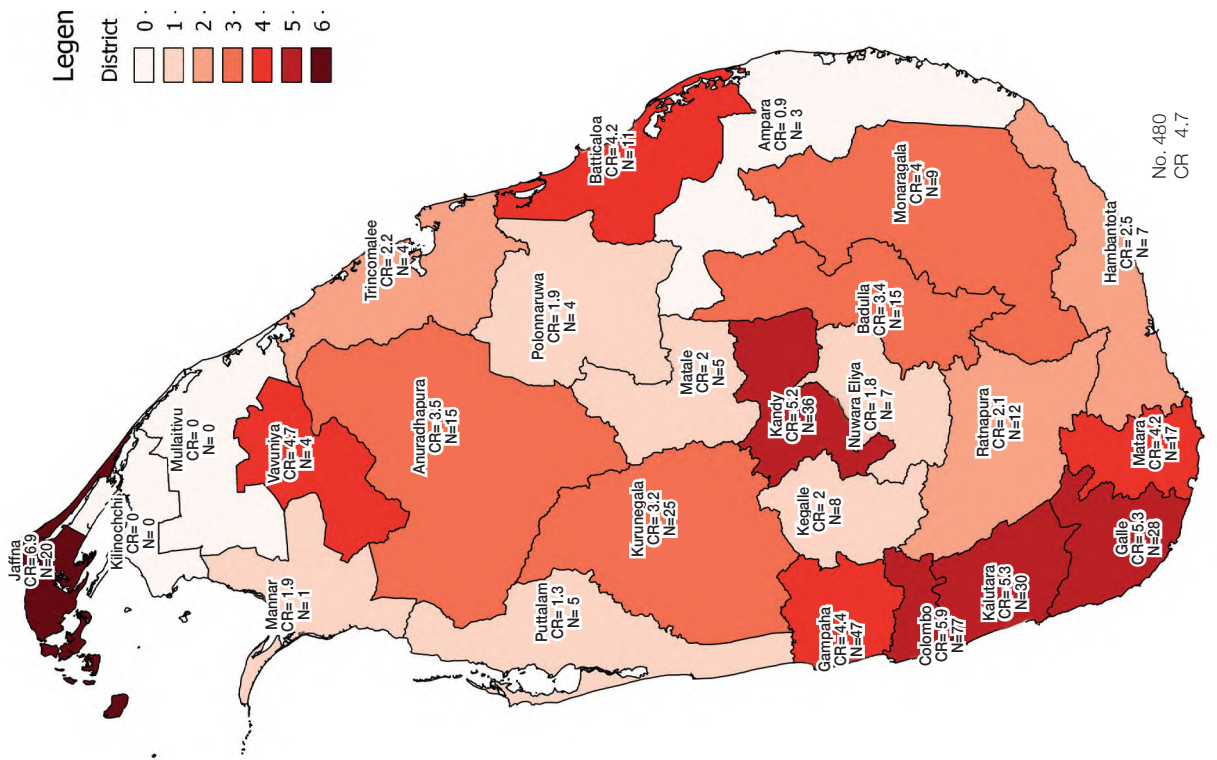 Legen
District
0 ·
1 ·
2 ·
3 ·
4 ·
5 ·
6 ·
Jaffna
CR= 6.9
N=20
Kilinochchi
CR= 0
N= 0
Mullaitivu
CR= 0
N= 0
Mannar
CR= 1.9
N= 1
Vavuniya
CR= 4.7
N= 4
Trincomalee
CR= 2.2
N= 4
Anuradhapura
CR= 3.5
N=15
Polonnaruwa
CR= 1.9
N= 4
Batticaloa
CR= 4.2
N=11
Puttalam
CR= 1.3
N= 5
Kurunegala
CR= 3.2
N=25
Matale
CR= 2
N=5
Ampara
CR= 0.9
N= 3
Kandy
CR= 5.2
N=36
Kegalle
CR= 2
N=8
Nuwara Eliya
CR= 1.8
N= 7
Badulla
CR= 3.4
N=15
Monaragala
CR= 4
N=9
Gampaha
CR= 4.4
N=47
Colombo
CR= 5.9
N=77
Kalutara
CR= 5.3
N=30
Ratnapura
CR= 2.1
N=12
Galle
CR= 5.3
N=28
Matara
CR= 4.2
N=17
Hambantota
CR= 2.5
N= 7
No. 480
CR 4.7